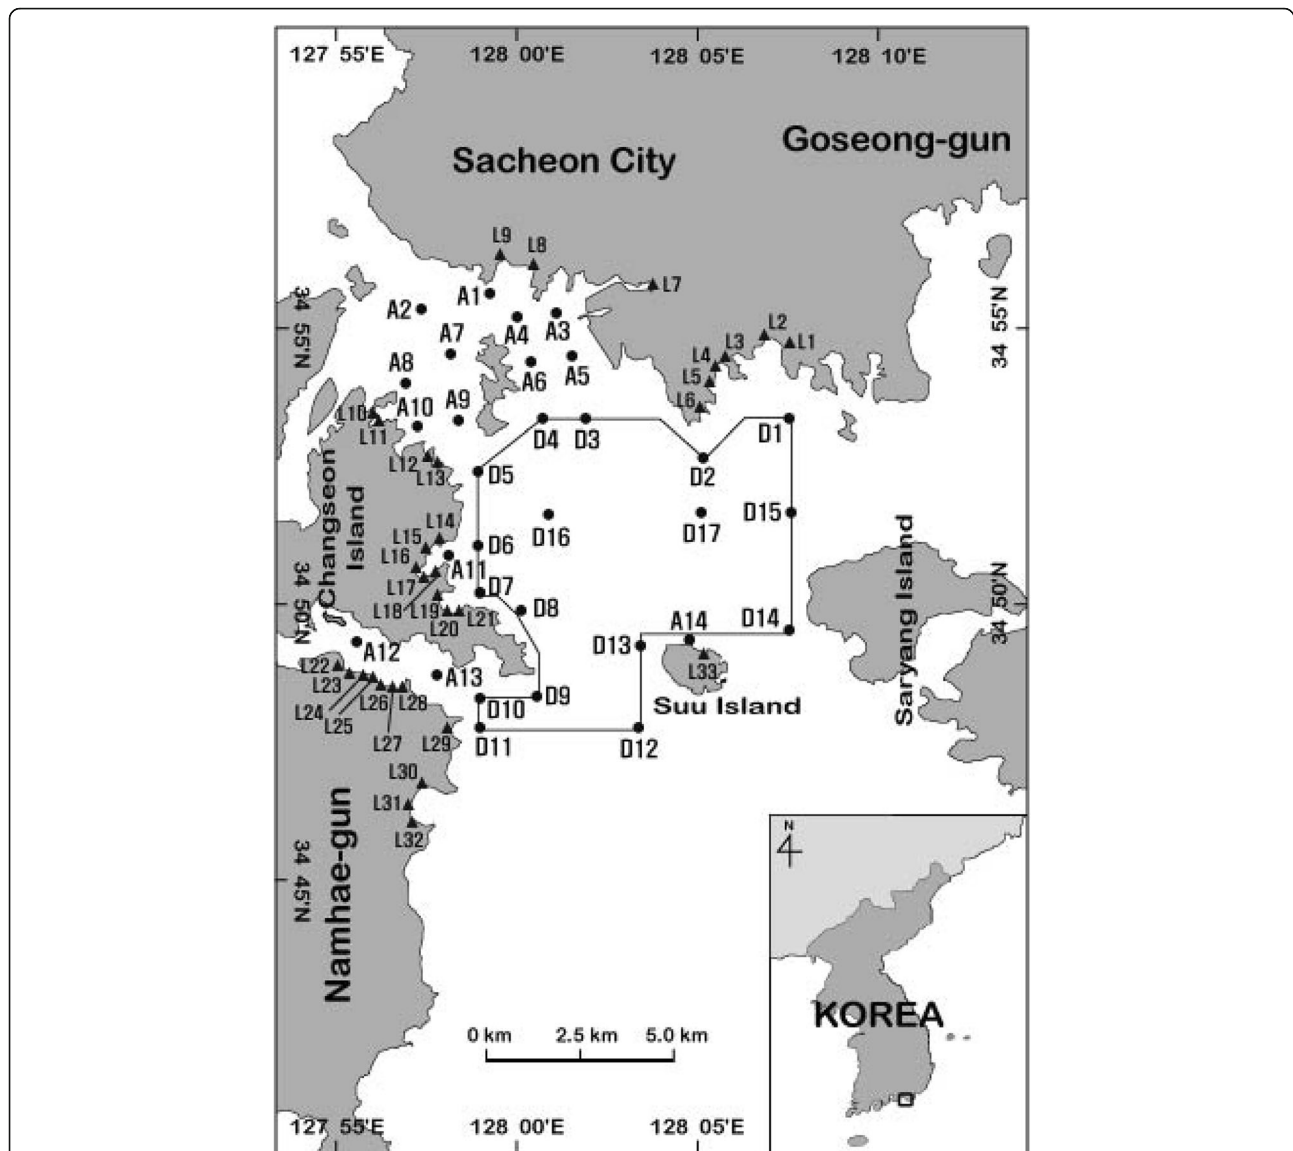 127 55'E 128 00'E 128 05'E 128 10'E
Goseong-gun
Sacheon City
L9
L8
L7
A1
A2
A3
A4
34 55'N
34 55'N
L2
L1
L3
L4
L5
L6
A7
A8
A6
A5
A9
A10
L10
L11
L12
L13
D4
D3
D1
D2
D5
D16
D17
D15
Changseon
Island
L14
L15
L16
D6
A11
L17
L18
D7
L19
L20
L21
D8
34 50'N
34 50'N
Saryang Island
A14
D14
D13
L33
Suu Island
A12
A13
L22
L23
L24
L25
L26
L27
L28
D10
D9
D11
D12
L29
L30
L31
L32
Namhae-gun
34 45'N
N
KOREA
0 km 2.5 km 5.0 km
127 55'E 128 00'E 128 05'E